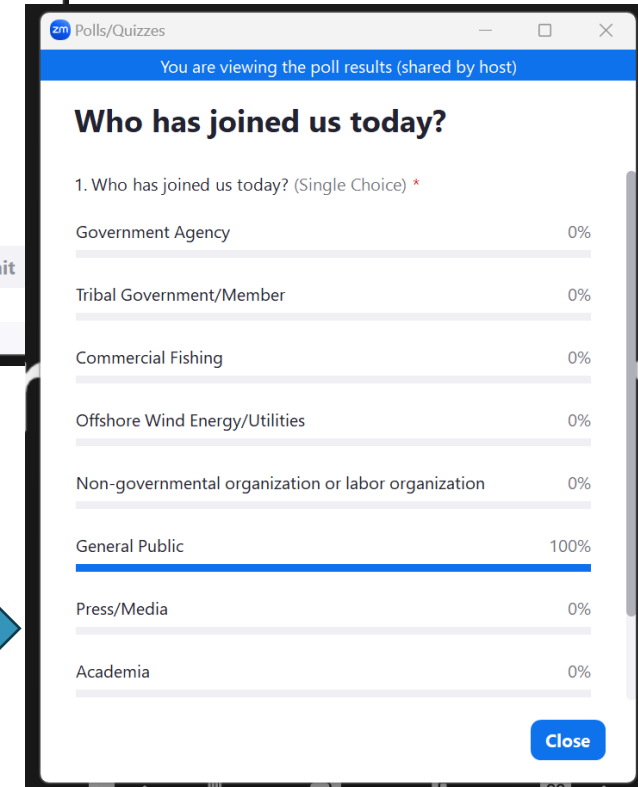 zm Polls/Quizzes
You are viewing the poll results (shared by host)
Who has joined us today?
1. Who has joined us today? (Single Choice) *
Government Agency 0%
Tribal Government/Member 0%
Commercial Fishing 0%
Offshore Wind Energy/Utilities 0%
Non-governmental organization or labor organization 0%
General Public 100%
Press/Media 0%
Academia 0%
Close